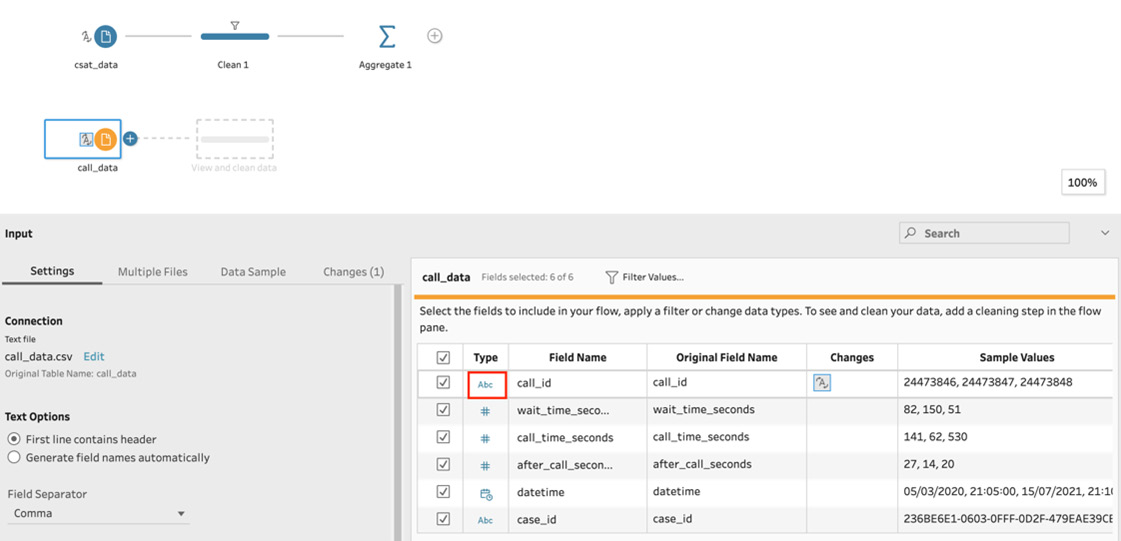 csat_data
Clean 1
Aggregate 1
call_data
View and clean data
100%
Input
Search
Settings
Multiple Files
Data Sample
Changes (1)
call_data
Fields selected: 6 of 6
Filter Values...
Select the fields to include in your flow, apply a filter or change data types. To see and clean your data, add a cleaning step in the flow
pane.
Connection
Text file
call_data.csv Edit
Original Table Name: call_data
Text Options
First line contains header
Generate field names automatically
Field Separator
Comma
Type Field Name Original Field Name Changes Sample Values
Abc call_id call_id 24473846, 24473847, 24473848
# wait_time_seco... wait_time_seconds 82, 150, 51
# call_time_seconds call_time_seconds 141, 62, 530
# after_call_secon... after_call_seconds 27, 14, 20
datetime datetime 05/03/2020, 21:05:00, 15/07/2021, 21:10
Abc case_id case_id 236BE6E1-0603-0FFF-0D2F-479EAE39CE